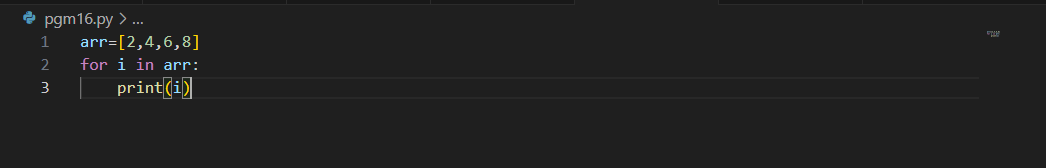 pgm16.py > ...
1 arr=[2,4,6,8]
2 for i in arr:
3     print(i)